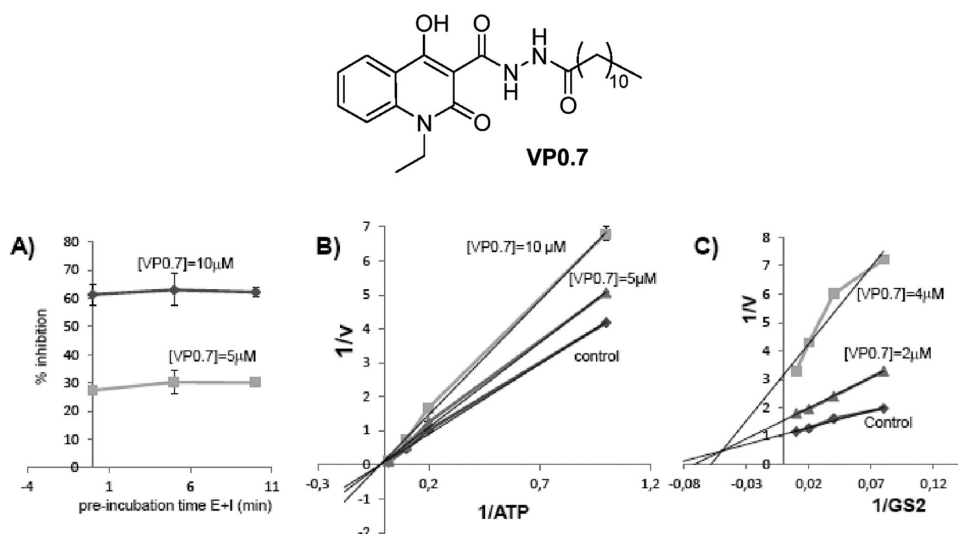 OH
O
O
H
N
N
H
O
10
N
O
VP0.7
A)
80
70
60
50
40
30
20
10
0
% inhibition
[VP0.7]=10µM
[VP0.7]=5µM
-4
3
11
pre-incubation time E+I (min)
B)
7
6
5
4
3
2
1
0
-1
-2
1/v
[VP0.7]=10 µM
[VP0.7]=5µM
control
-0,3
0,2
0,7
1,2
1/ATP
C)
8
7
6
5
4
3
2
1
0
1/V
[VP0.7]=4µM
[VP0.7]=2µM
Control
-0,08
-0,03
0,02
0,07
0,12
1/GS2